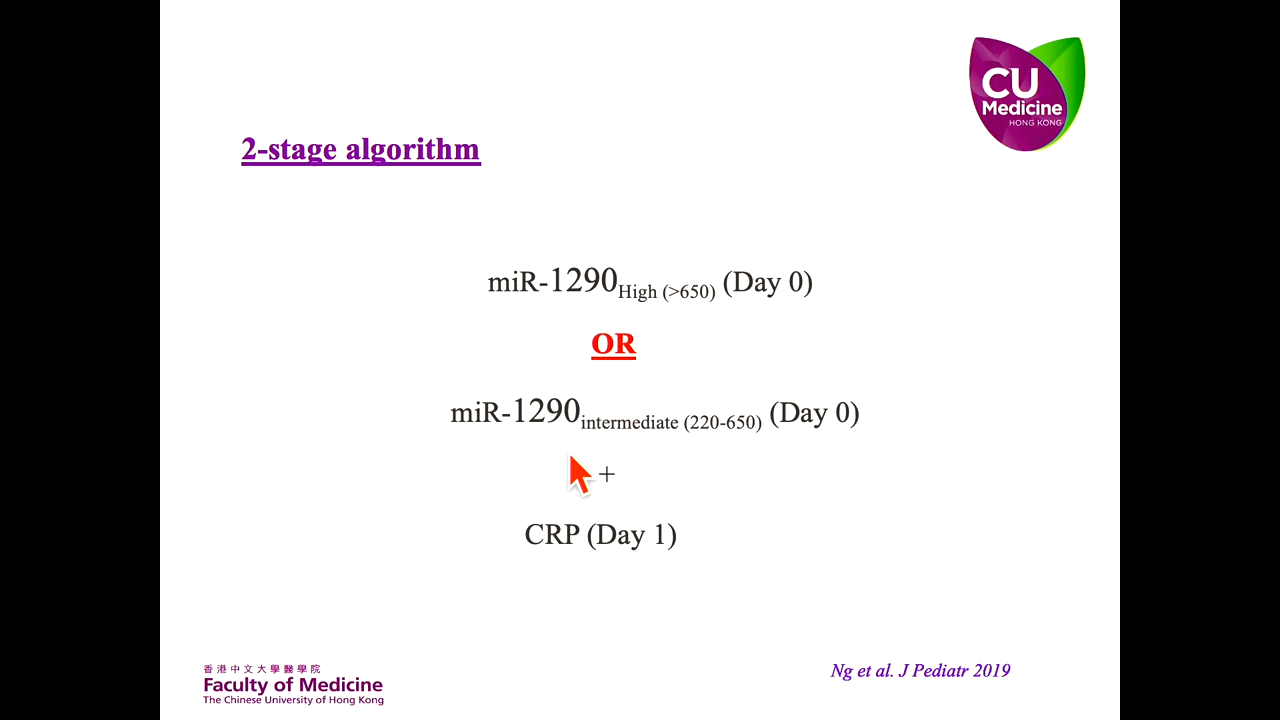 CU
Medicine
HONG KONG
2-stage algorithm
miR-1290High (>650) (Day 0)
OR
miR-1290intermediate (220-650) (Day 0)
+
CRP (Day 1)
香港中文大學醫學院
Faculty of Medicine
The Chinese University of Hong Kong
Ng et al. J Pediatr 2019